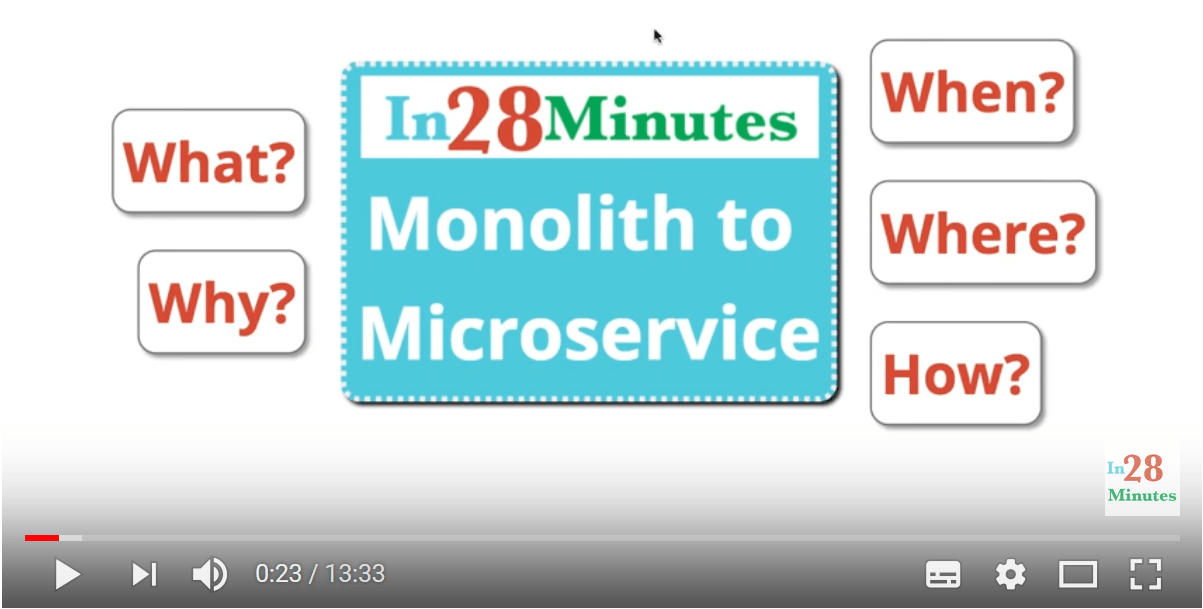 What?
Why?
In28Minutes
Monolith to
Microservice
When?
Where?
How?
In28
Minutes
0:23 / 13:33